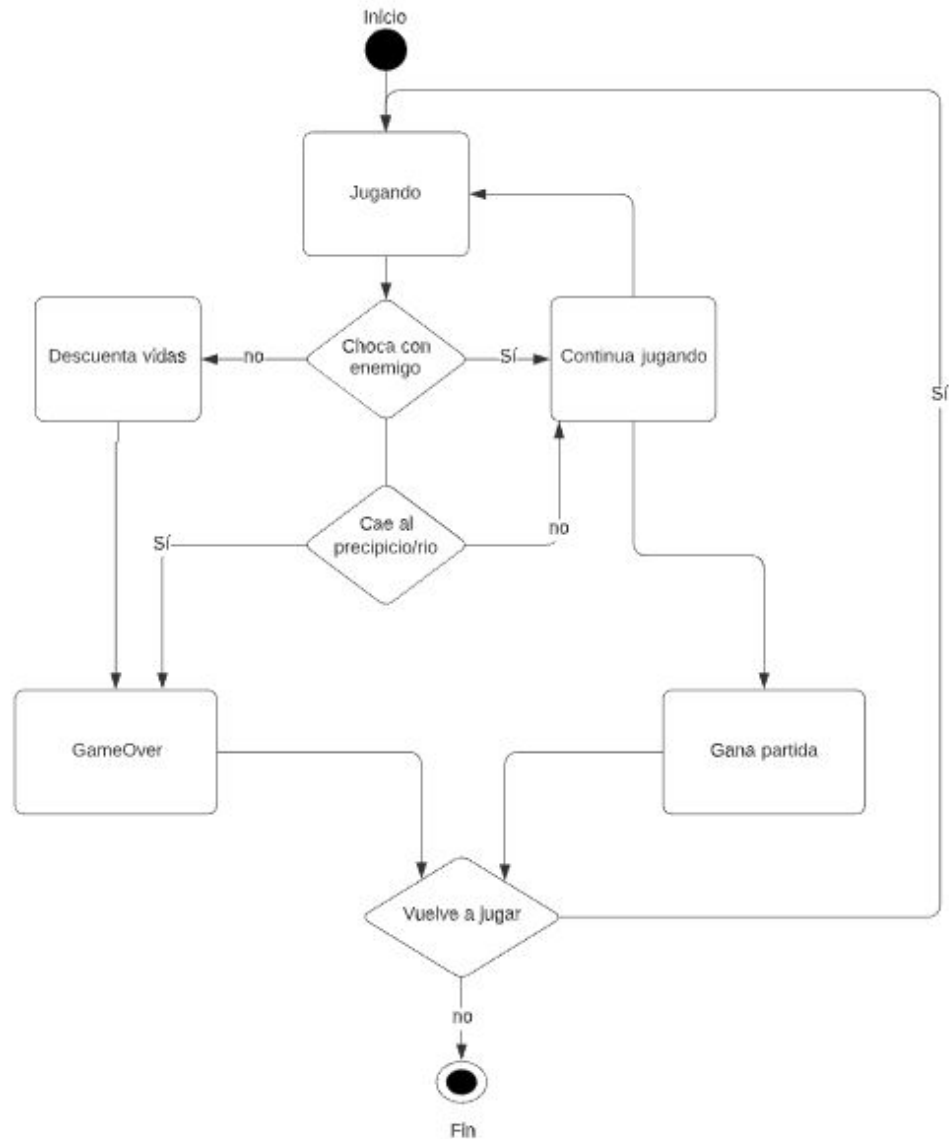 Início
Jugando
Descuenta vidas
no
Choca con
enemigo
Sí
Continua jugando
Sí
Cae al
precipicio/rio
no
Sí
GameOver
Gana partida
Vuelve a jugar
no
Fin